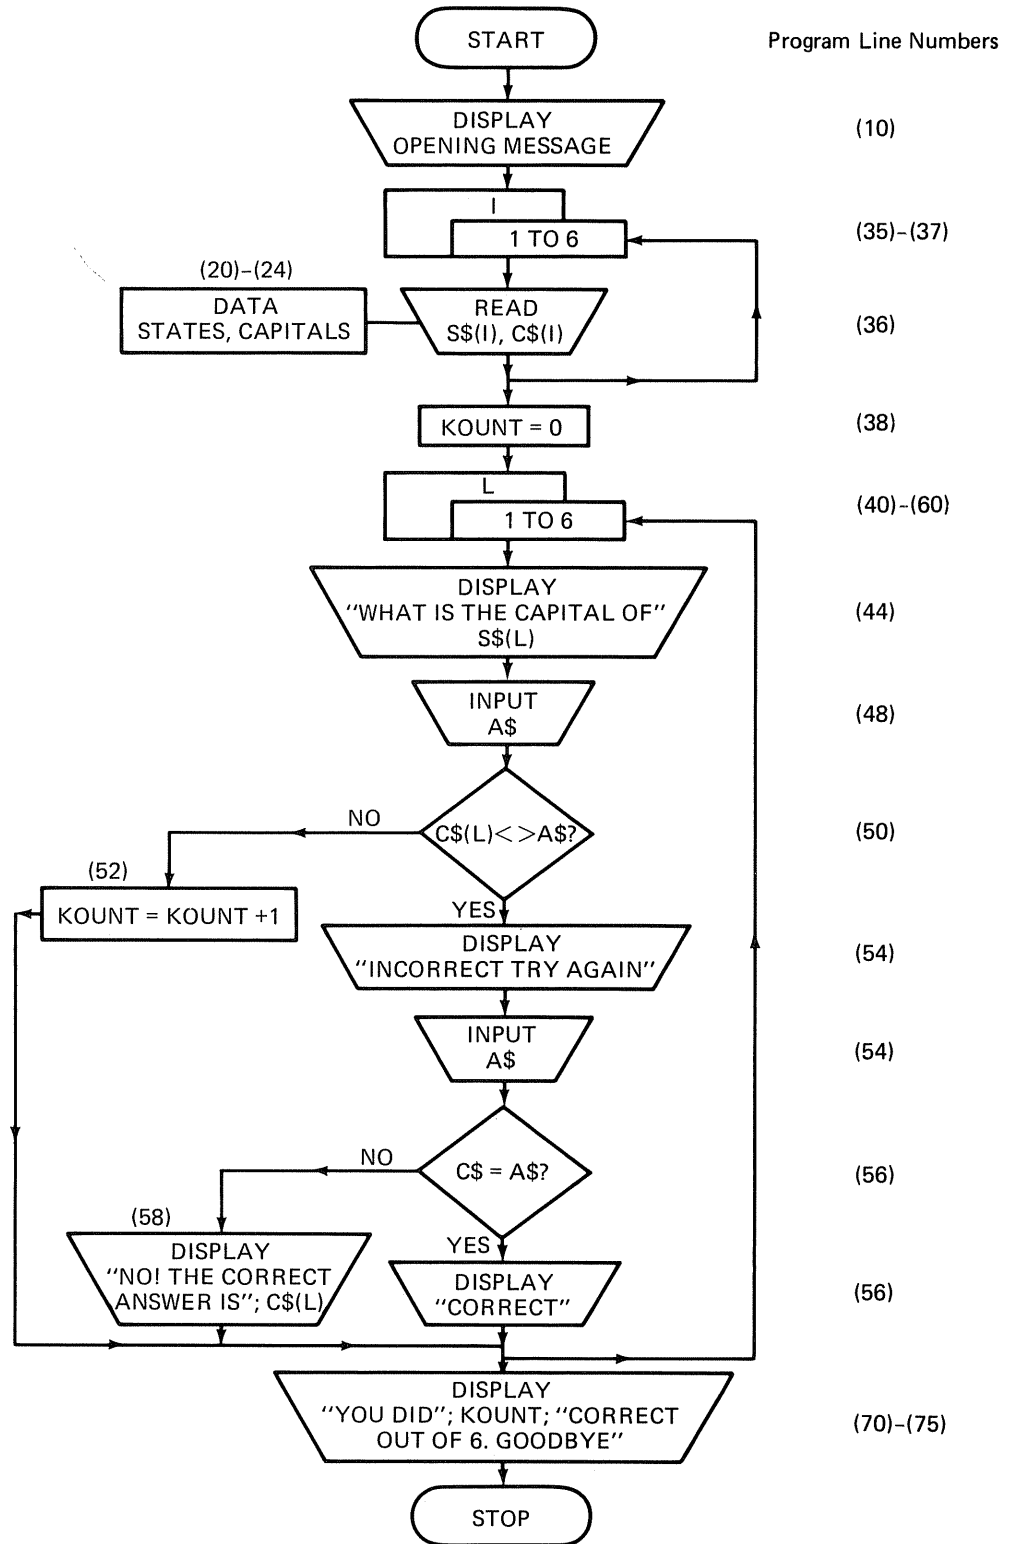 START
Program Line Numbers
DISPLAY
OPENING MESSAGE
(10)
I
1 TO 6
(35)-(37)
(20)-(24)
DATA
STATES, CAPITALS
READ
S$(I), C$(I)
(36)
KOUNT = 0
(38)
L
1 TO 6
(40)-(60)
DISPLAY
"WHAT IS THE CAPITAL OF"
S$(L)
(44)
INPUT
A$
(48)
C$(L)< >A$?
(50)
NO
(52)
KOUNT = KOUNT +1
YES
DISPLAY
"INCORRECT TRY AGAIN"
(54)
INPUT
A$
(54)
C$ = A$?
(56)
NO
(58)
DISPLAY
"NO! THE CORRECT
ANSWER IS"; C$(L)
YES
DISPLAY
"CORRECT"
(56)
DISPLAY
"YOU DID"; KOUNT; "CORRECT
OUT OF 6. GOODBYE"
(70)-(75)
STOP